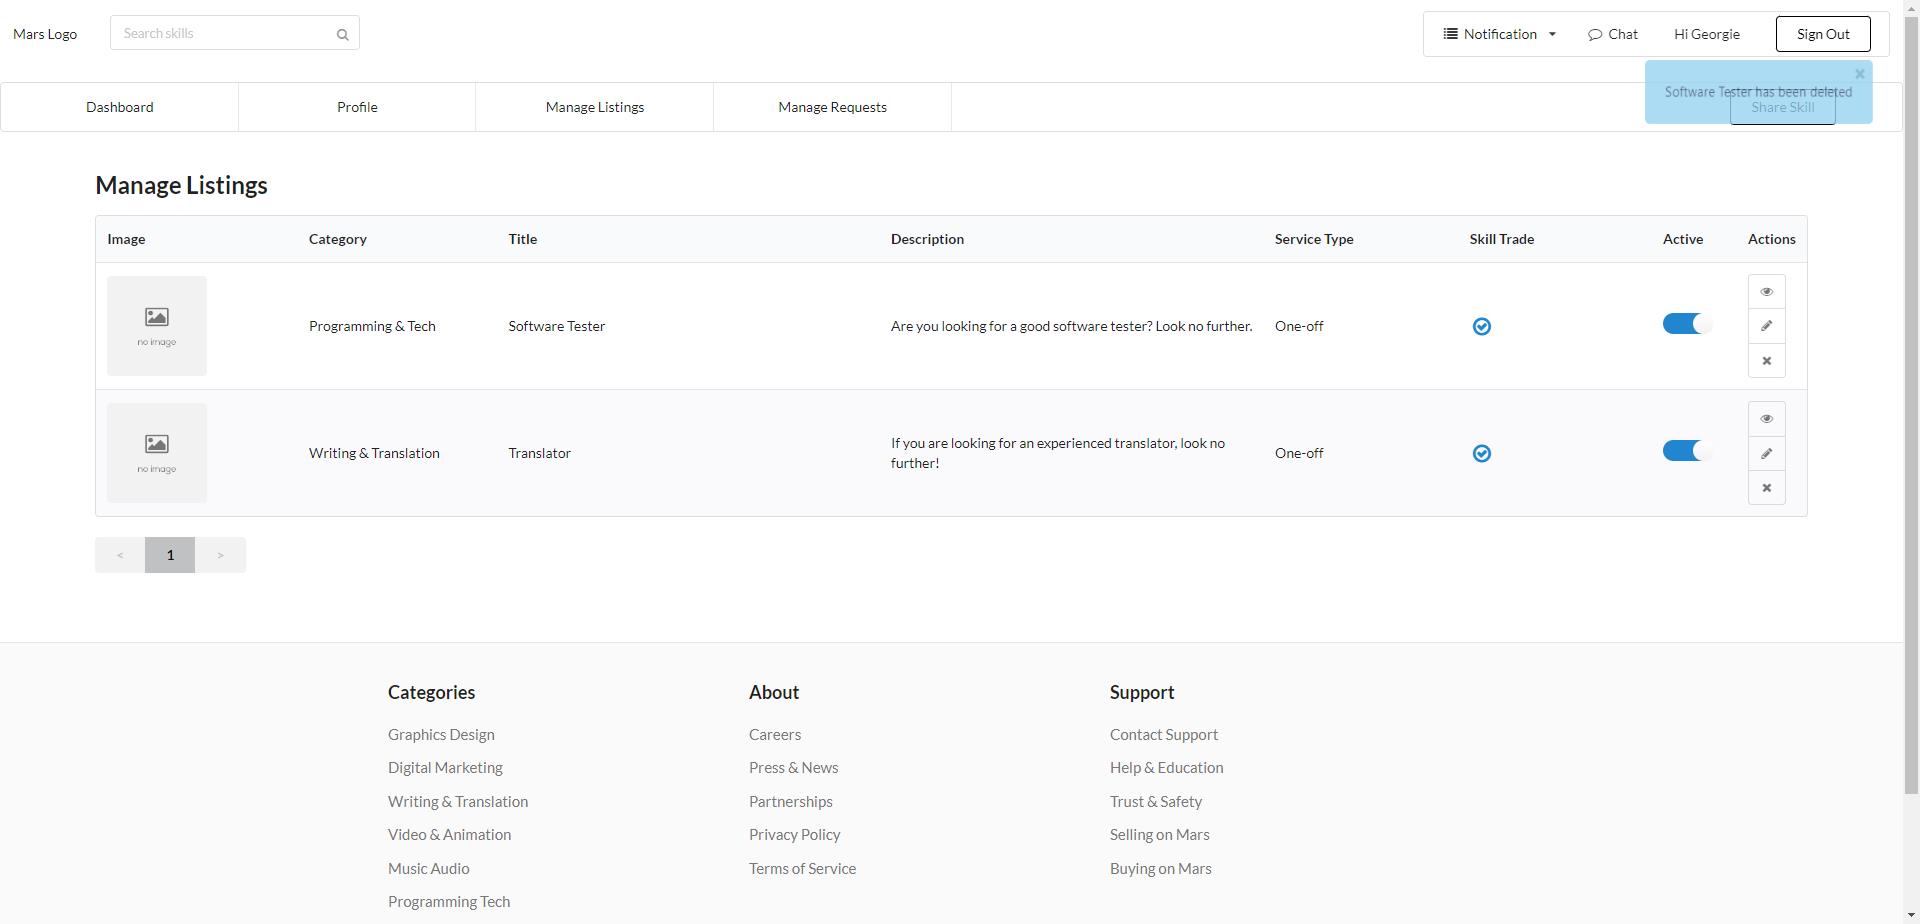 Mars Logo
Search skills
Notification
Chat
Hi Georgie
Sign Out
Software Tester has been deleted
Dashboard
Profile
Manage Listings
Manage Requests
Share Skill
Manage Listings
Image Category Title Description Service Type Skill Trade Active Actions
no image
Programming & Tech
Software Tester
Are you looking for a good software tester? Look no further.
One-off
no image
Writing & Translation
Translator
If you are looking for an experienced translator, look no
further!
One-off
< 1 >
Categories
Graphics Design
Digital Marketing
Writing & Translation
Video & Animation
Music Audio
Programming Tech
About
Careers
Press & News
Partnerships
Privacy Policy
Terms of Service
Support
Contact Support
Help & Education
Trust & Safety
Selling on Mars
Buying on Mars